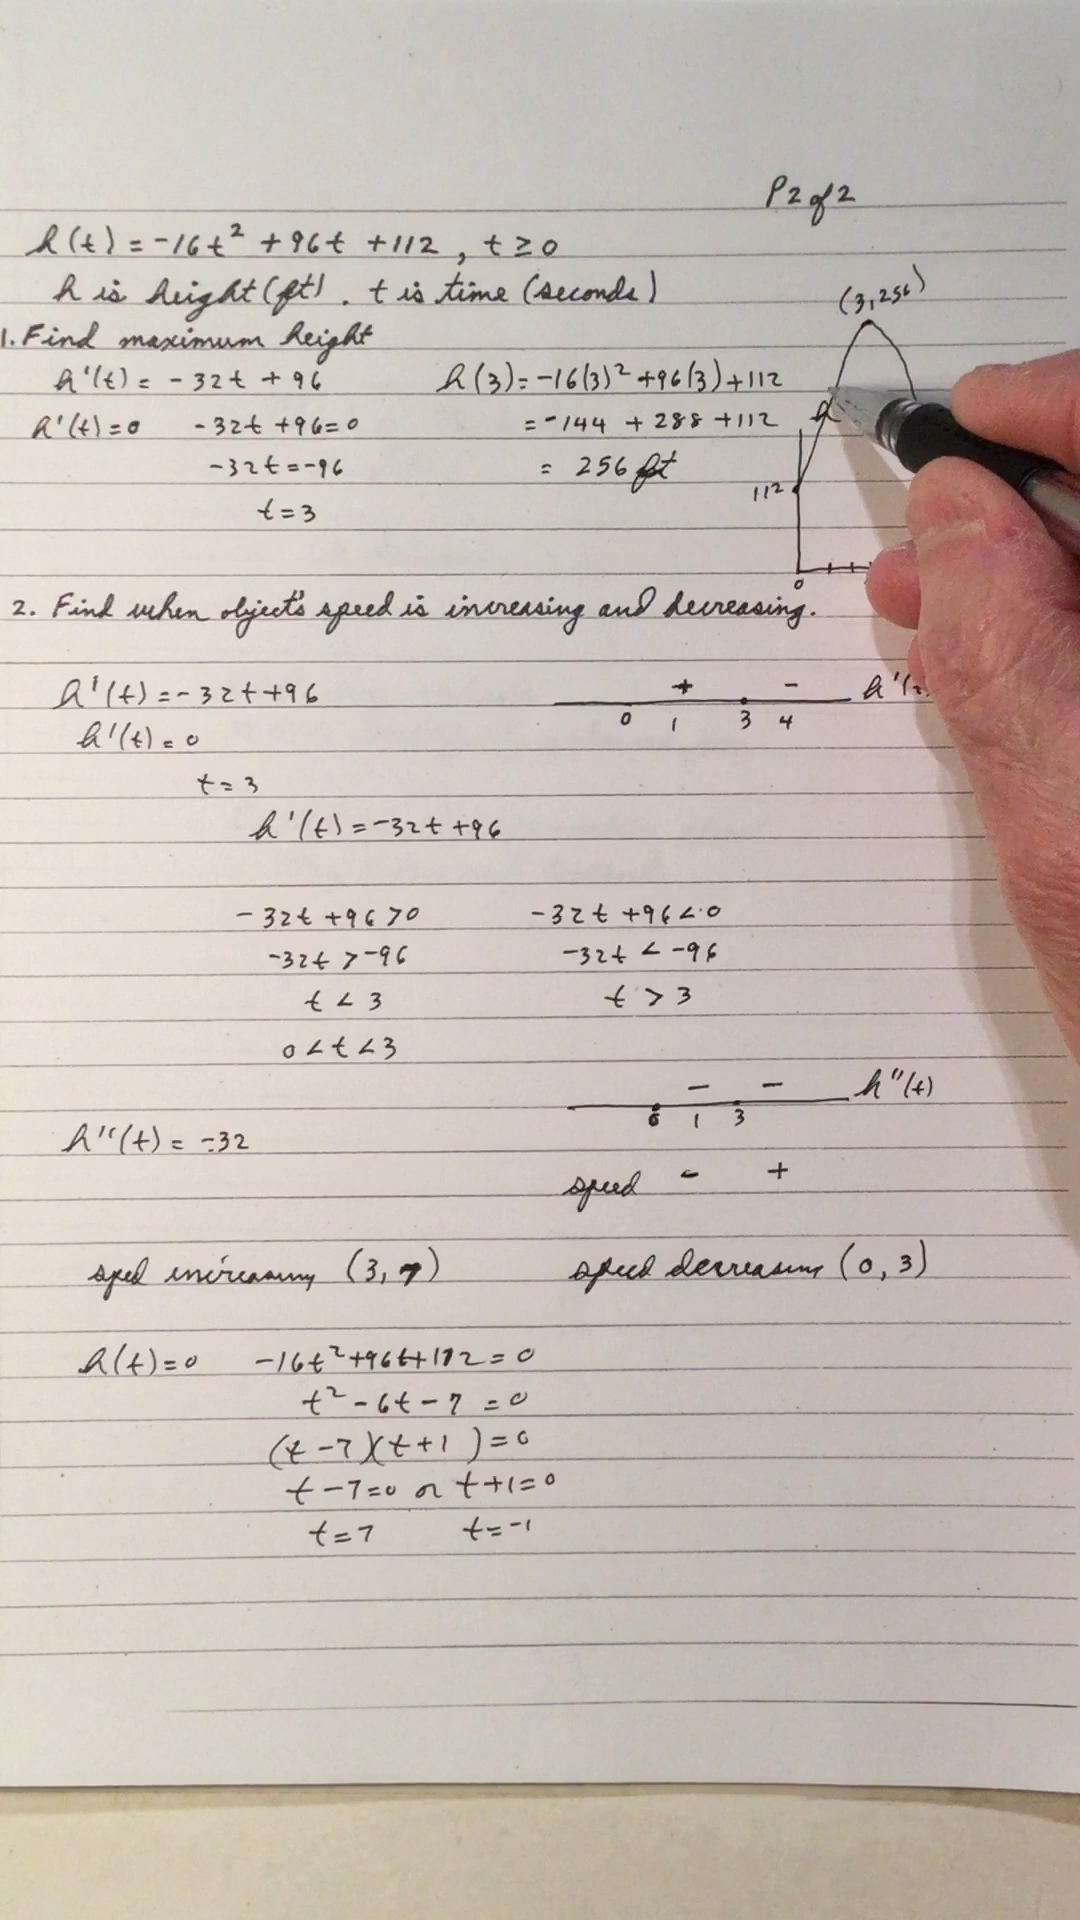 P2 of 2
h(t) = -16t² + 96t + 112, t ≥ 0
h is height (ft). t is time (seconds)
(3, 256)
1. Find maximum height
h'(t) = -32t + 96
h(3) = -16(3)² + 96(3) + 112
h'(t) = 0 -32t + 96 = 0
= -144 + 288 + 112
h
-32t = -96
= 256 ft
112
t = 3
0
2. Find when object's speed is increasing and decreasing.
h'(t) = -32t + 96
+ -
0 1 3 4
h'(t) = 0
t = 3
h'(t) = -32t + 96
-32t + 96 > 0 -32t + 96 < 0
-32t > -96 -32t < -96
t < 3 t > 3
0 < t < 3
- - h''(t)
0 1 3
h''(t) = -32
speed - +
sped increasing (3, 7) speed decreasing (0, 3)
h(t) = 0 -16t² + 96t + 112 = 0
t² - 6t - 7 = 0
(t - 7)(t + 1) = 0
t - 7 = 0 or t + 1 = 0
t = 7 t = -1